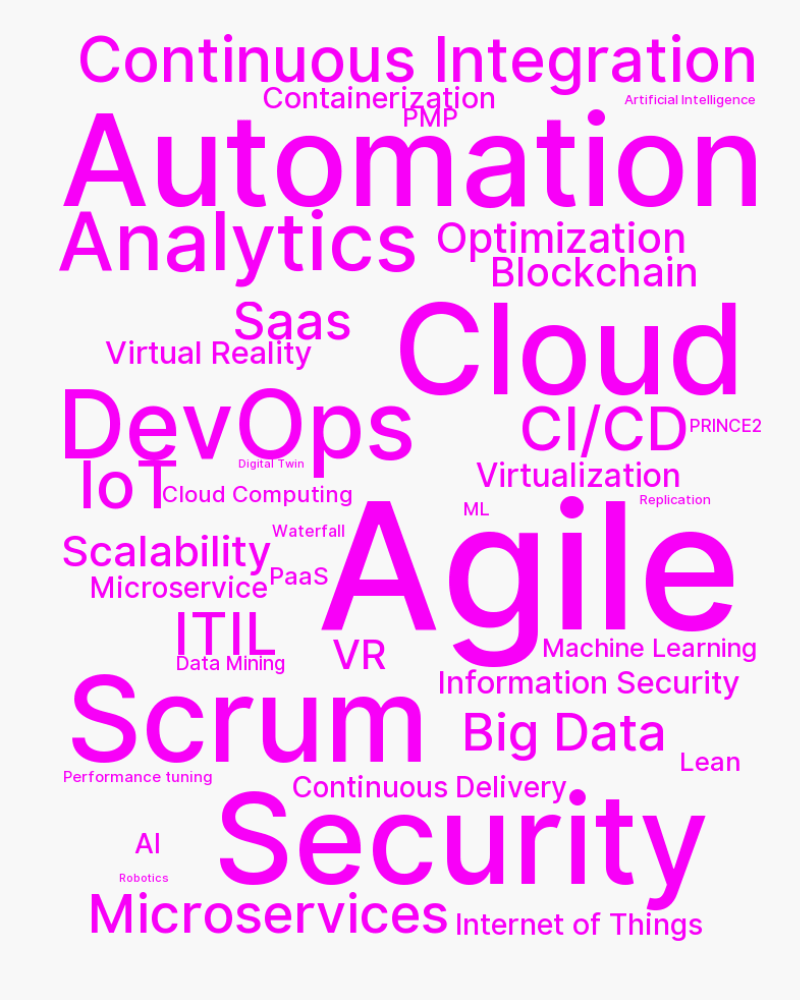 Continuous Integration
Containerization
Artificial Intelligence
PMP
Automation
Analytics
Optimization
Blockchain
Saas
Cloud
Virtual Reality
DevOps
CI/CD
PRINCE2
Digital Twin
IoT
Virtualization
Cloud Computing
Replication
ML
Waterfall
Agile
Scalability
PaaS
Microservice
ITIL
VR
Machine Learning
Data Mining
Information Security
Scrum
Big Data
Lean
Performance tuning
Continuous Delivery
Security
AI
Robotics
Microservices
Internet of Things